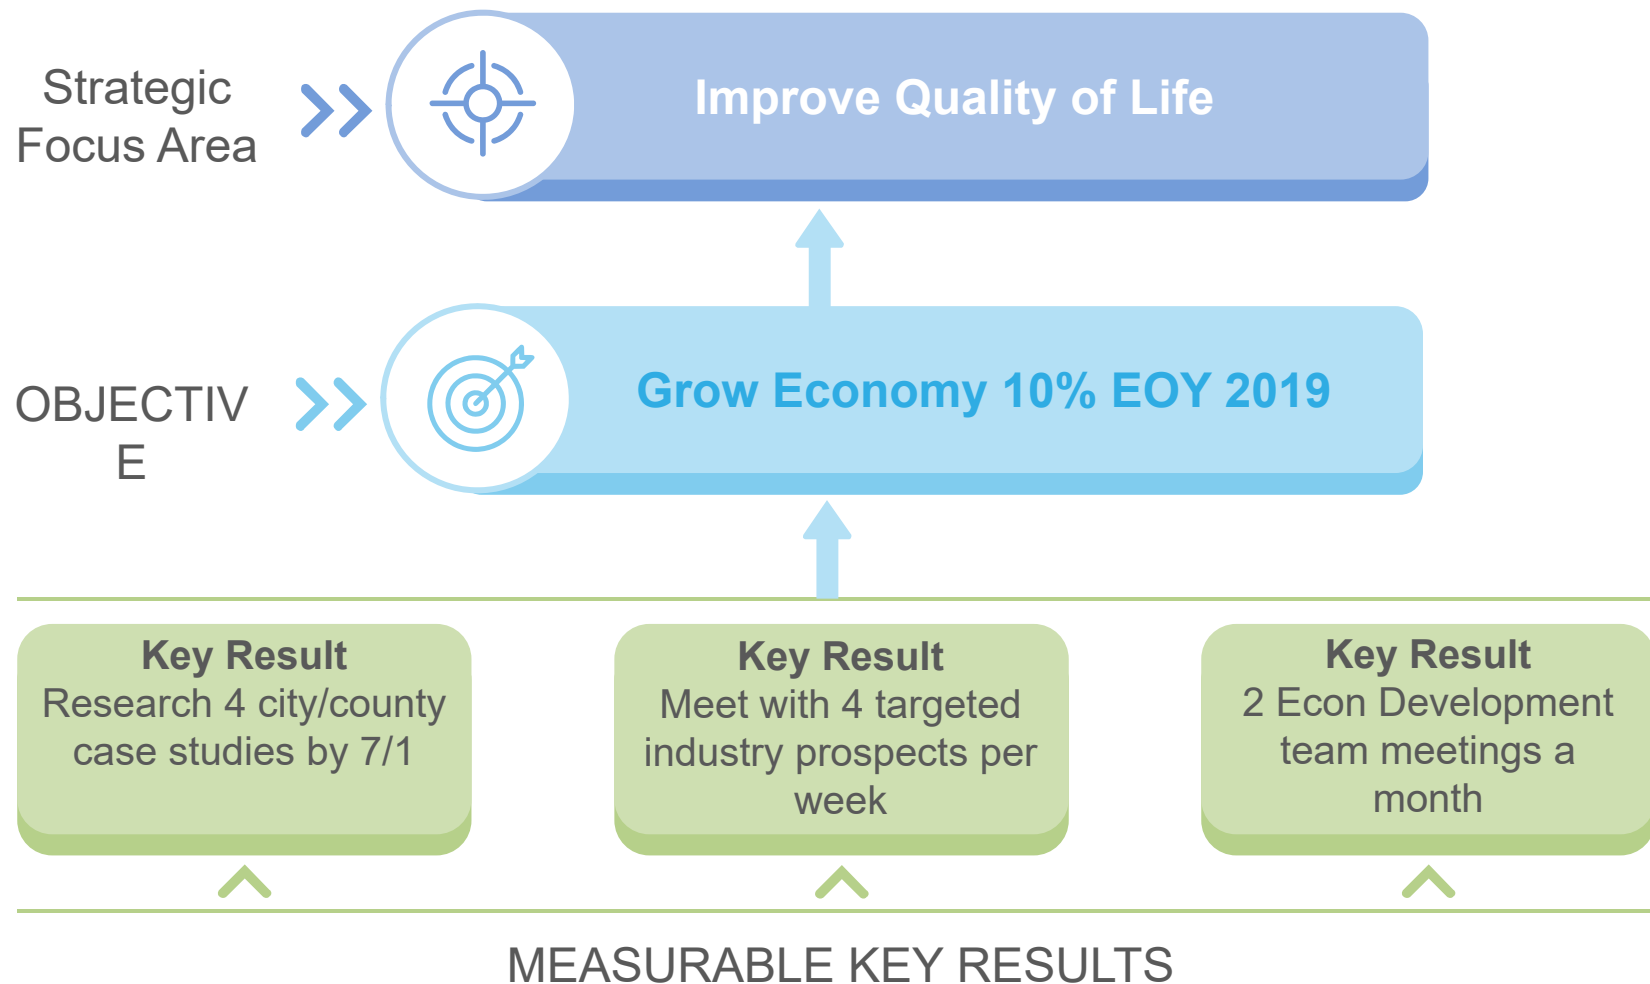 Strategic
Focus Area
Improve Quality of Life
OBJECTIV
E
Grow Economy 10% EOY 2019
Key Result
Research 4 city/county
case studies by 7/1
Key Result
Meet with 4 targeted
industry prospects per
week
Key Result
2 Econ Development
team meetings a
month
MEASURABLE KEY RESULTS